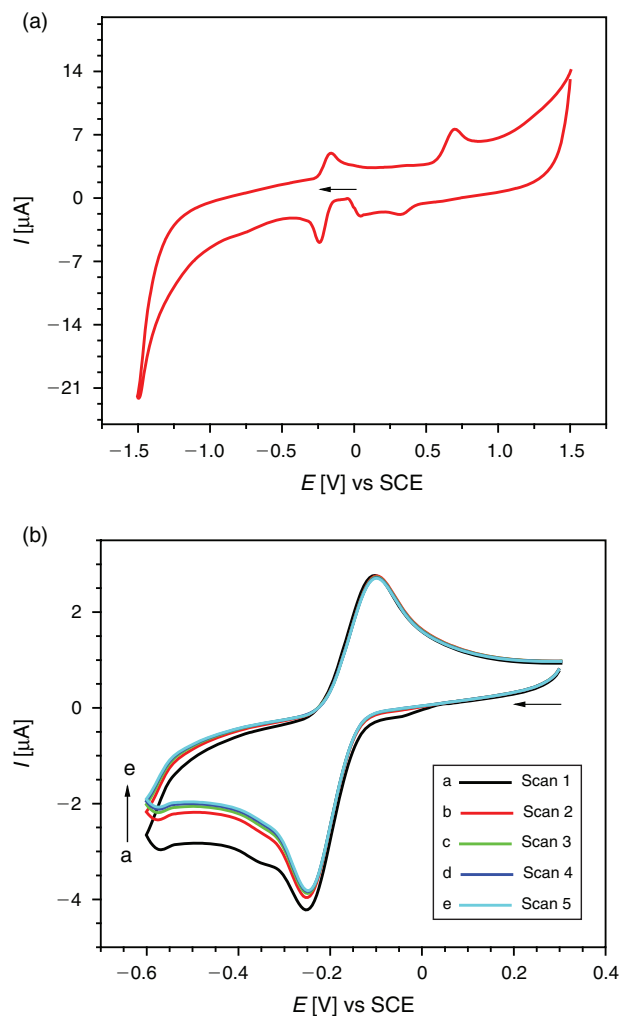 (a)
14
7
0
−7
−14
−21
I [μA]
−1.5 −1.0 −0.5 0 0.5 1.0 1.5
E [V] vs SCE
(b)
2
0
−2
−4
I [μA]
e
a
a Scan 1
b Scan 2
c Scan 3
d Scan 4
e Scan 5
−0.6 −0.4 −0.2 0 0.2 0.4
E [V] vs SCE